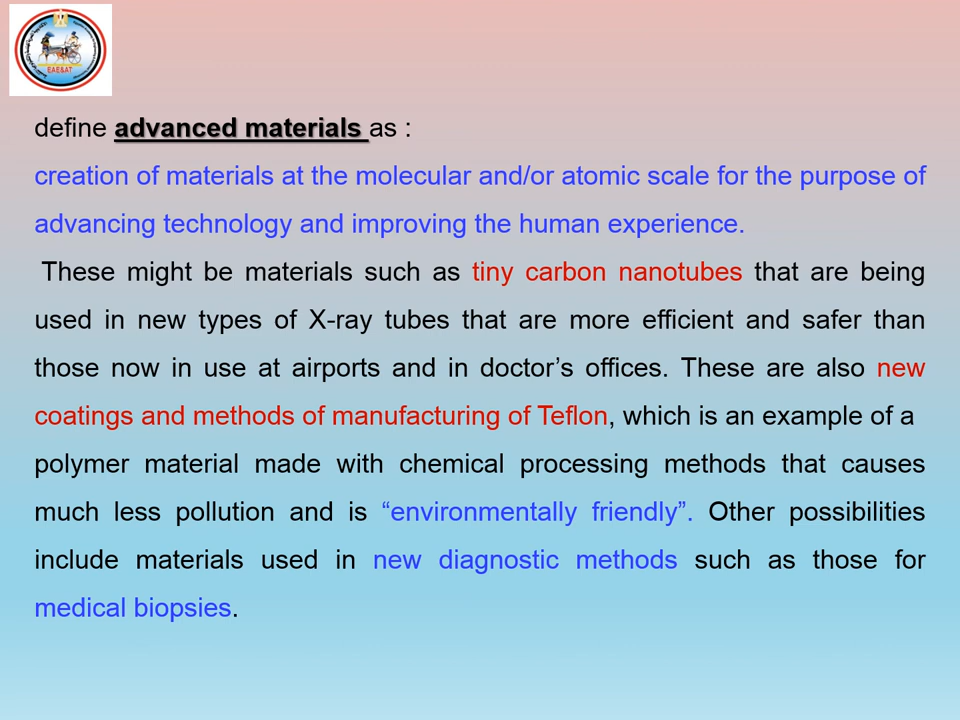 EAE&AT
define advanced materials as :
creation of materials at the molecular and/or atomic scale for the purpose of
advancing technology and improving the human experience.
These might be materials such as tiny carbon nanotubes that are being
used in new types of X-ray tubes that are more efficient and safer than
those now in use at airports and in doctor’s offices. These are also new
coatings and methods of manufacturing of Teflon, which is an example of a
polymer material made with chemical processing methods that causes
much less pollution and is “environmentally friendly”. Other possibilities
include materials used in new diagnostic methods such as those for
medical biopsies.